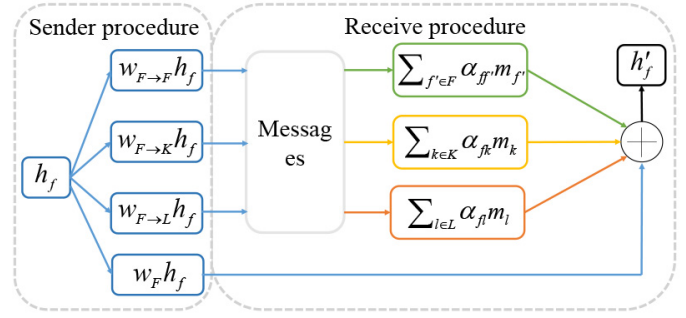 Sender procedure
Receive procedure
h_f
w_{F→F} h_f
w_{F→K} h_f
w_{F→L} h_f
w_F h_f
Messag
es
∑_{f'∈F} α_{ff'} m_{f'}
∑_{k∈K} α_{fk} m_k
∑_{l∈L} α_{fl} m_l
h'_f
+